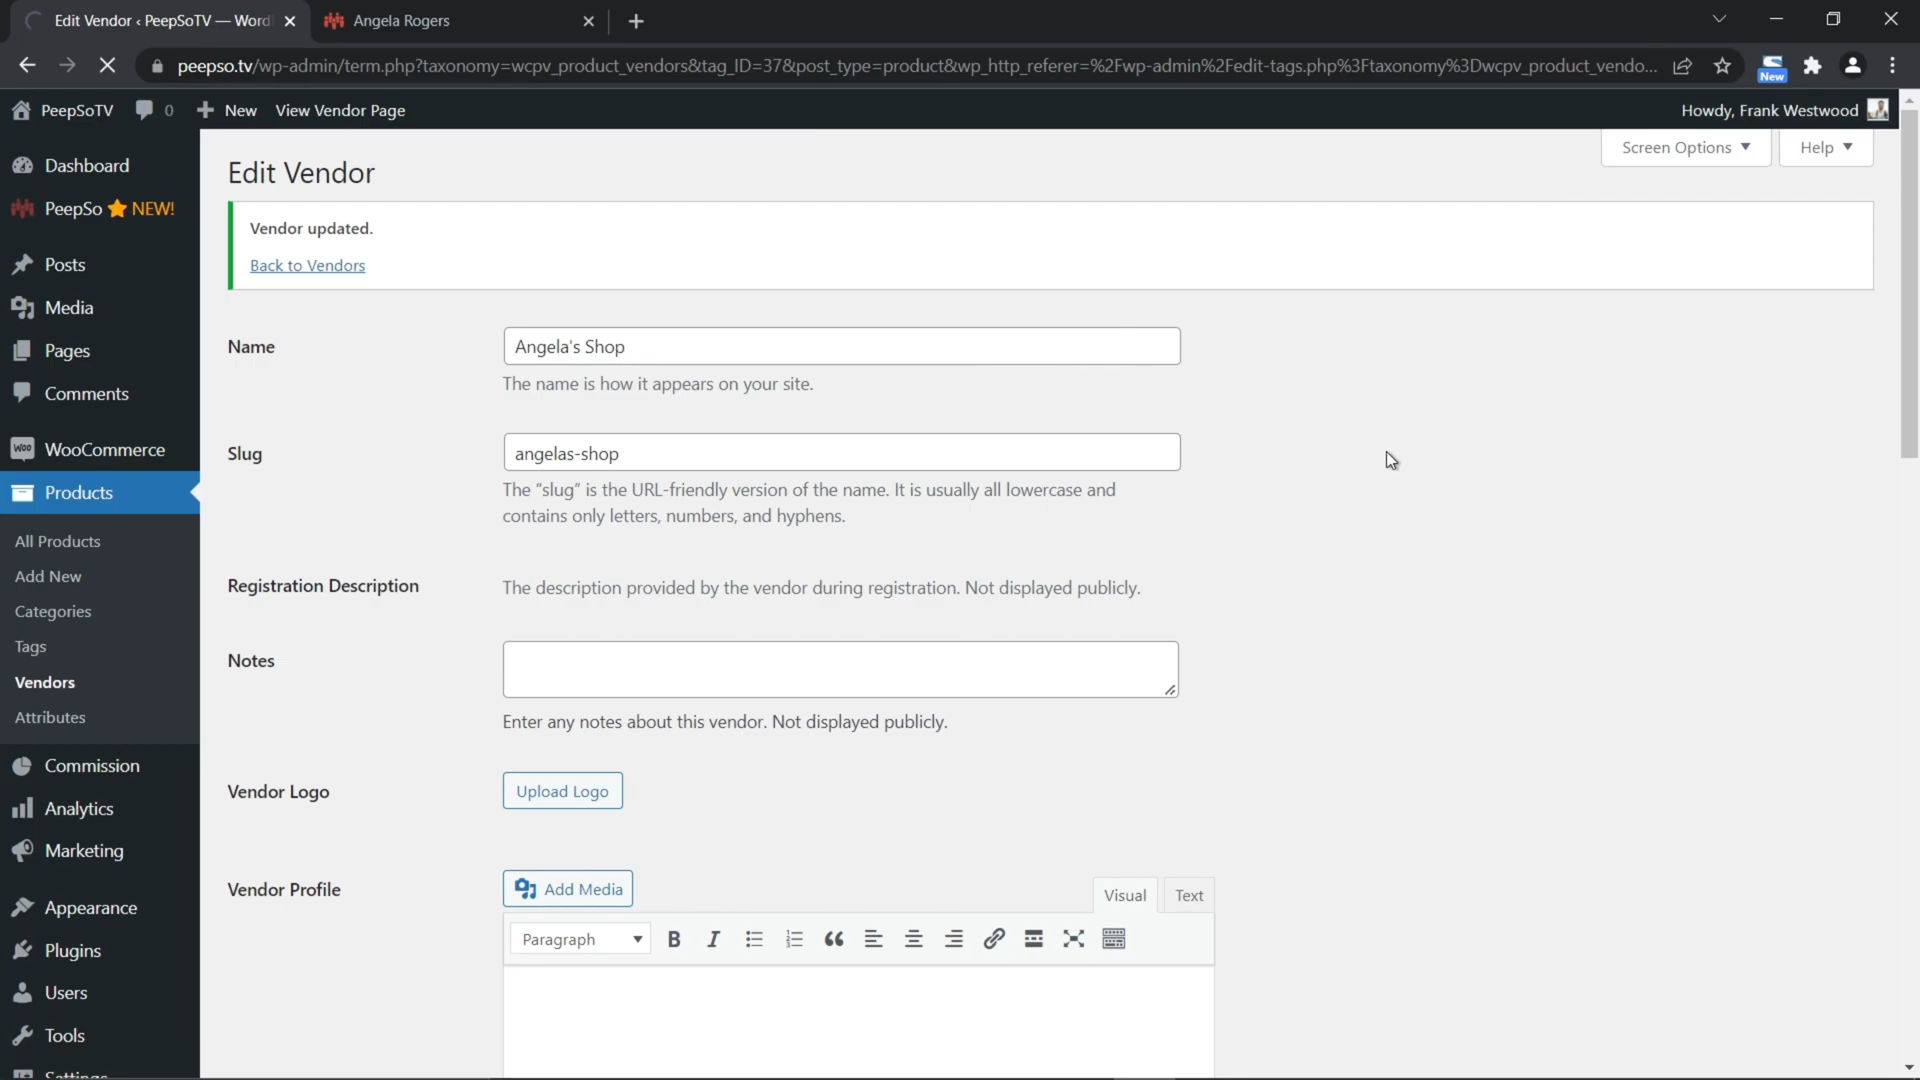 Edit Vendor ‹ PeepSoTV — Word
Angela Rogers
peepso.tv/wp-admin/term.php?taxonomy=wcpv_product_vendors&tag_ID=37&post_type=product&wp_http_referer=%2Fwp-admin%2Fedit-tags.php%3Ftaxonomy%3Dwcpv_product_vendo...
New
PeepSoTV
0
New
View Vendor Page
Howdy, Frank Westwood
Dashboard
PeepSo NEW!
Posts
Media
Pages
Comments
Woo
WooCommerce
Products
All Products
Add New
Categories
Tags
Vendors
Attributes
Commission
Analytics
Marketing
Appearance
Plugins
Users
Tools
Settings
Screen Options
Help
Edit Vendor
Vendor updated.
Back to Vendors
Name
Angela's Shop
The name is how it appears on your site.
Slug
angelas-shop
The “slug” is the URL-friendly version of the name. It is usually all lowercase and
contains only letters, numbers, and hyphens.
Registration Description
The description provided by the vendor during registration. Not displayed publicly.
Notes
Enter any notes about this vendor. Not displayed publicly.
Vendor Logo
Upload Logo
Vendor Profile
Add Media
Visual
Text
Paragraph
B
I